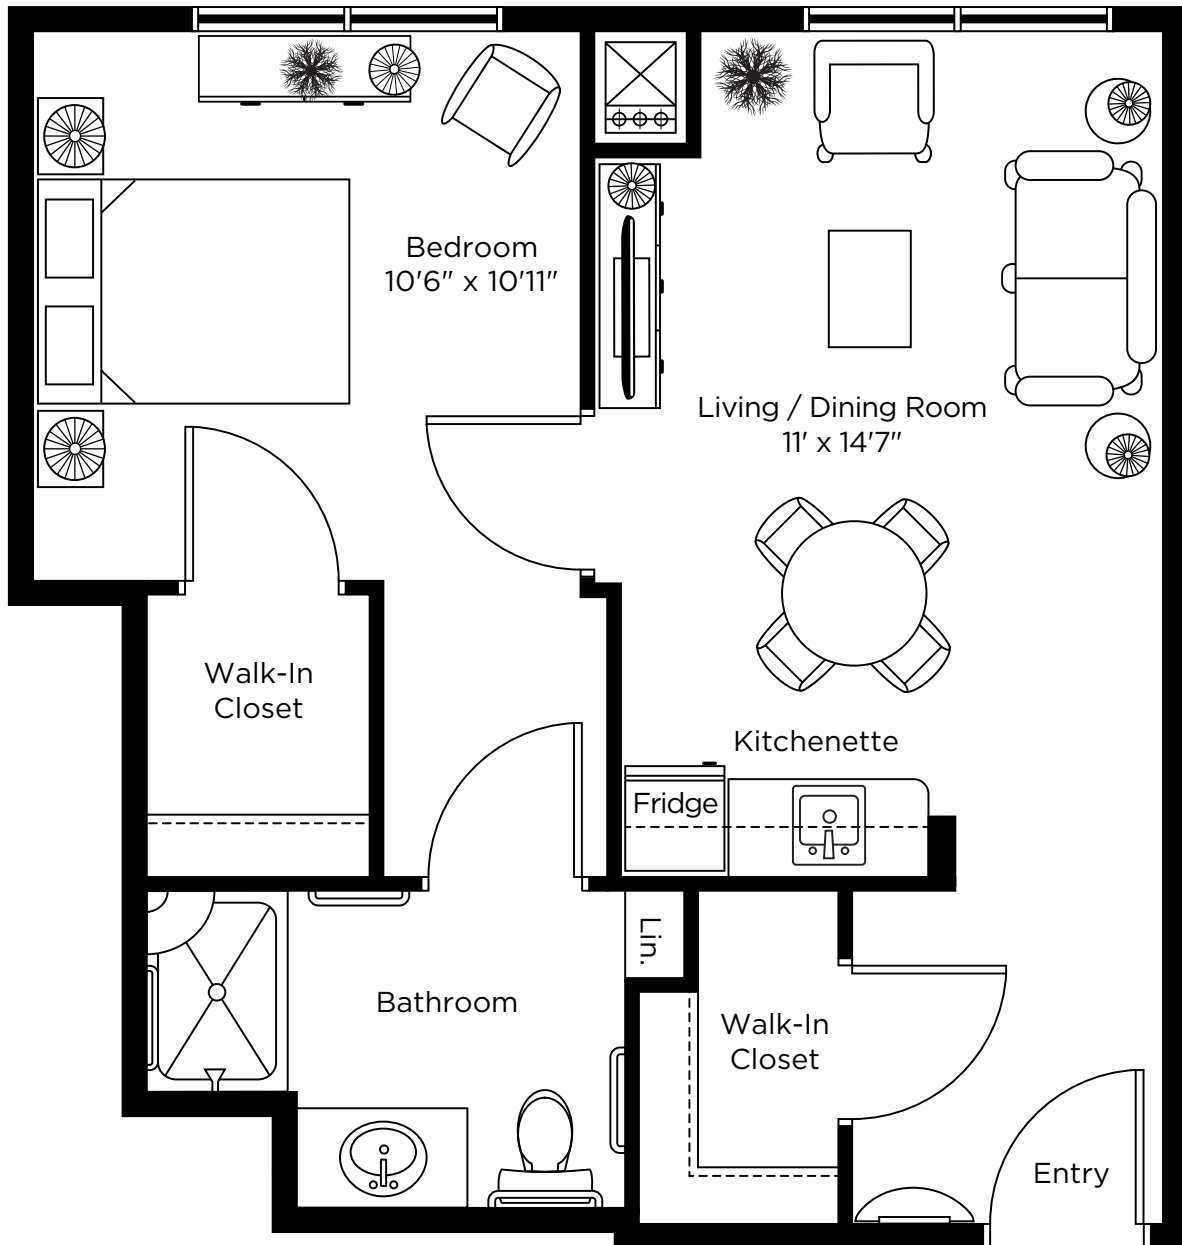 Bedroom
10'6" x 10'11"
Living / Dining Room
11' x 14'7"
Walk-In
Closet
Kitchenette
Fridge
Lin.
Bathroom
Walk-In
Closet
Entry